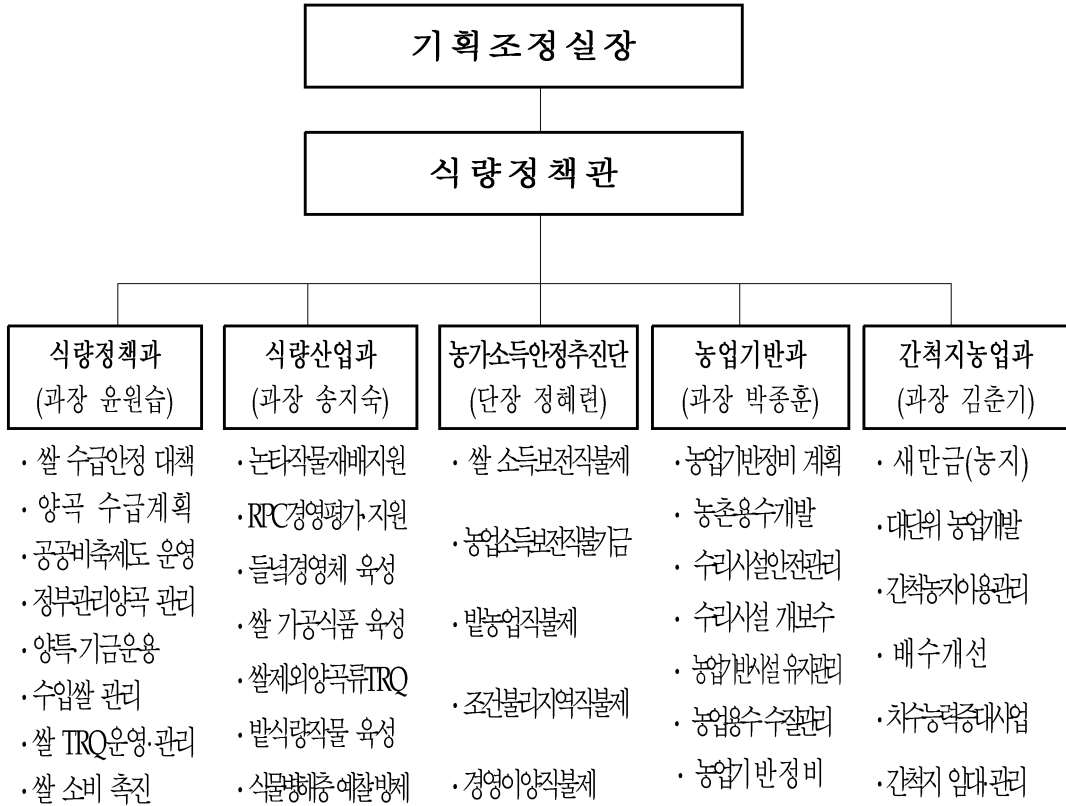 기획조정실장
식량정책관
식량정책과
(과장 윤원습)
· 쌀 수급안정 대책
· 양곡 수급계획
· 공공비축제도 운영
· 정부관리양곡 관리
· 양특·기금운용
· 수입쌀 관리
· 쌀 TRQ운영·관리
· 쌀 소비 촉진
식량산업과
(과장 송지숙)
· 논타작물재배지원
· RPC경영평가·지원
· 들녘경영체 육성
· 쌀 가공식품 육성
· 쌀제외양곡류TRQ
· 밭식량작물 육성
· 식물병해충 예찰·방제
농가소득안정추진단
(단장 정혜련)
· 쌀 소득보전직불제
· 농업소득보전직불기금
· 밭농업직불제
· 조건불리지역직불제
· 경영이양직불제
농업기반과
(과장 박종훈)
· 농업기반정비 계획
· 농촌용수개발
· 수리시설안전관리
· 수리시설 개보수
· 농업기반시설 유지관리
· 농업용수 수질관리
· 농업기반정비
간척지농업과
(과장 김춘기)
· 새만금(농지)
· 대단위 농업개발
· 간척농지이용관리
· 배수개선
· 치수능력증대사업
· 간척지 임대·관리